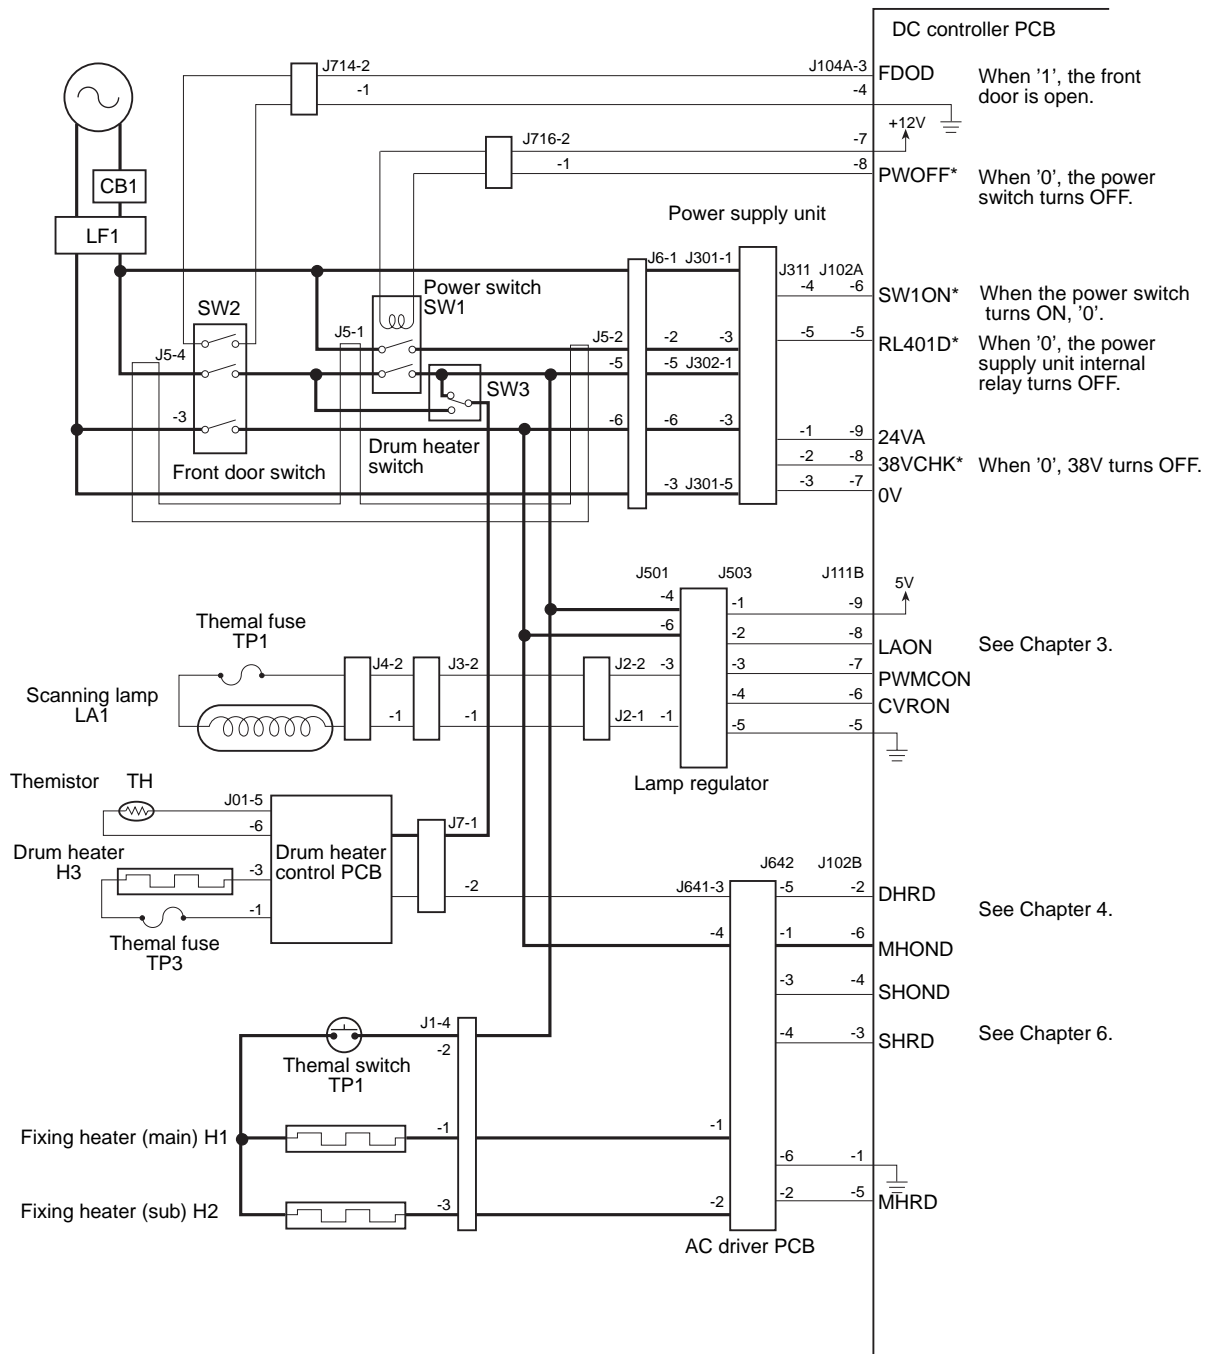 DC controller PCB
J714-2
J104A-3
FDOD
When '1', the front
door is open.
-1
-4
+12V
J716-2
-7
-1
-8
PWOFF*
When '0', the power
switch turns OFF.
CB1
LF1
Power supply unit
J6-1
J301-1
J311
J102A
-4
-6
SW1ON*
When the power switch
turns ON, '0'.
Power switch
SW1
SW2
J5-1
J5-2
-2
-3
-5
-5
RL401D*
When '0', the power
supply unit internal
relay turns OFF.
J5-4
-5
-5
J302-1
SW3
-3
-6
-6
-3
Drum heater
switch
Front door switch
-1
-9
24VA
-2
-8
38VCHK*
When '0', 38V turns OFF.
-3
J301-5
-3
-7
0V
J501
J503
J111B
5V
-4
-1
-9
-6
-2
-8
LAON
See Chapter 3.
Themal fuse
TP1
J4-2
J3-2
J2-2
-3
-3
-7
PWMCON
Scanning lamp
LA1
-4
-6
CVRON
-1
-1
J2-1
-1
-5
-5
Lamp regulator
Themistor
TH
J01-5
-6
J7-1
Drum heater
H3
Drum heater
control PCB
-3
-1
Themal fuse
TP3
-2
J642
J102B
J641-3
-5
-2
DHRD
See Chapter 4.
-4
-1
-6
MHOND
-3
-4
SHOND
-4
-3
SHRD
See Chapter 6.
J1-4
-2
Themal switch
TP1
Fixing heater (main) H1
-1
-1
-6
-1
Fixing heater (sub) H2
-3
-2
-2
-5
MHRD
AC driver PCB